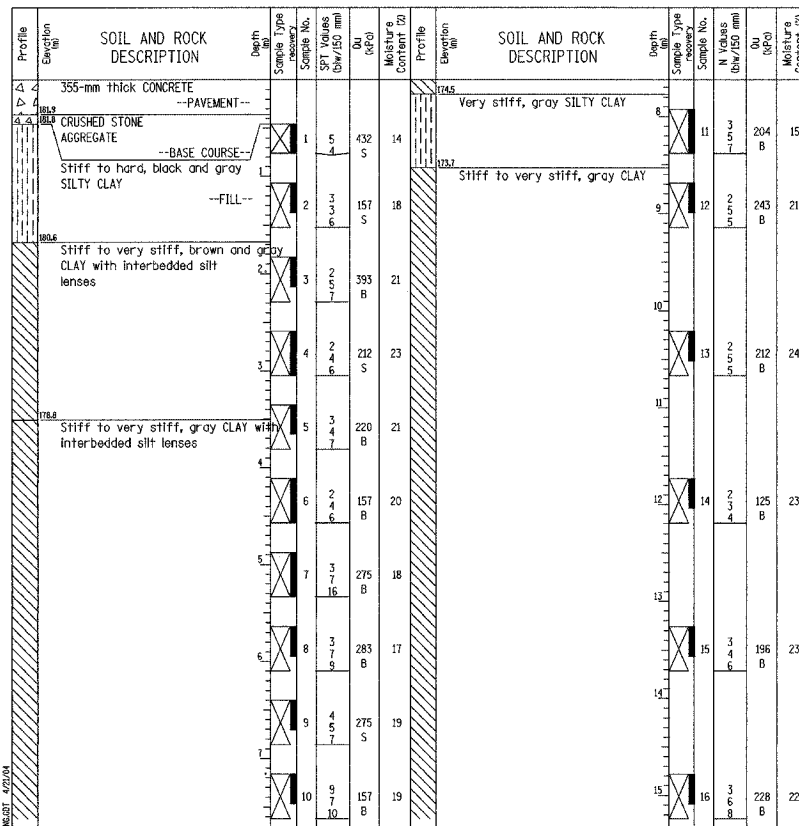 Profile
Elevation (m)
SOIL AND ROCK
DESCRIPTION
Depth (m)
Sample Type
recovery
Sample No.
SPT Values
(blw/150 mm)
Qu
(kPa)
Moisture
Content (%)
355-mm thick CONCRETE
--PAVEMENT--
181.9
181.8 CRUSHED STONE
AGGREGATE
--BASE COURSE--
1 5 4 432 S 14
Stiff to hard, black and gray
SILTY CLAY
--FILL--
1
2 3 3 6 157 S 18
180.6
Stiff to very stiff, brown and gray
CLAY with interbedded silt
lenses
2
3 2 5 7 393 B 21
3
4 2 4 6 212 S 23
178.8
Stiff to very stiff, gray CLAY with
interbedded silt lenses
5 3 4 7 220 B 21
4
6 2 4 6 157 B 20
5
7 3 7 16 275 B 18
6
8 3 7 9 283 B 17
9 4 5 7 275 S 19
7
10 9 7 10 157 B 19
NG.GDT 4/21/04
Profile
Elevation (m)
SOIL AND ROCK
DESCRIPTION
Depth (m)
Sample Type
recovery
Sample No.
N Values
(blw/150 mm)
Qu
(kPa)
Moisture
Content (%)
174.5
Very stiff, gray SILTY CLAY
8
11 3 5 7 204 B 15
173.7
Stiff to very stiff, gray CLAY
9
12 2 5 5 243 B 21
10
13 2 5 5 212 B 24
11
12
14 2 3 4 125 B 23
13
15 3 4 6 196 B 23
14
15
16 3 6 8 228 B 22